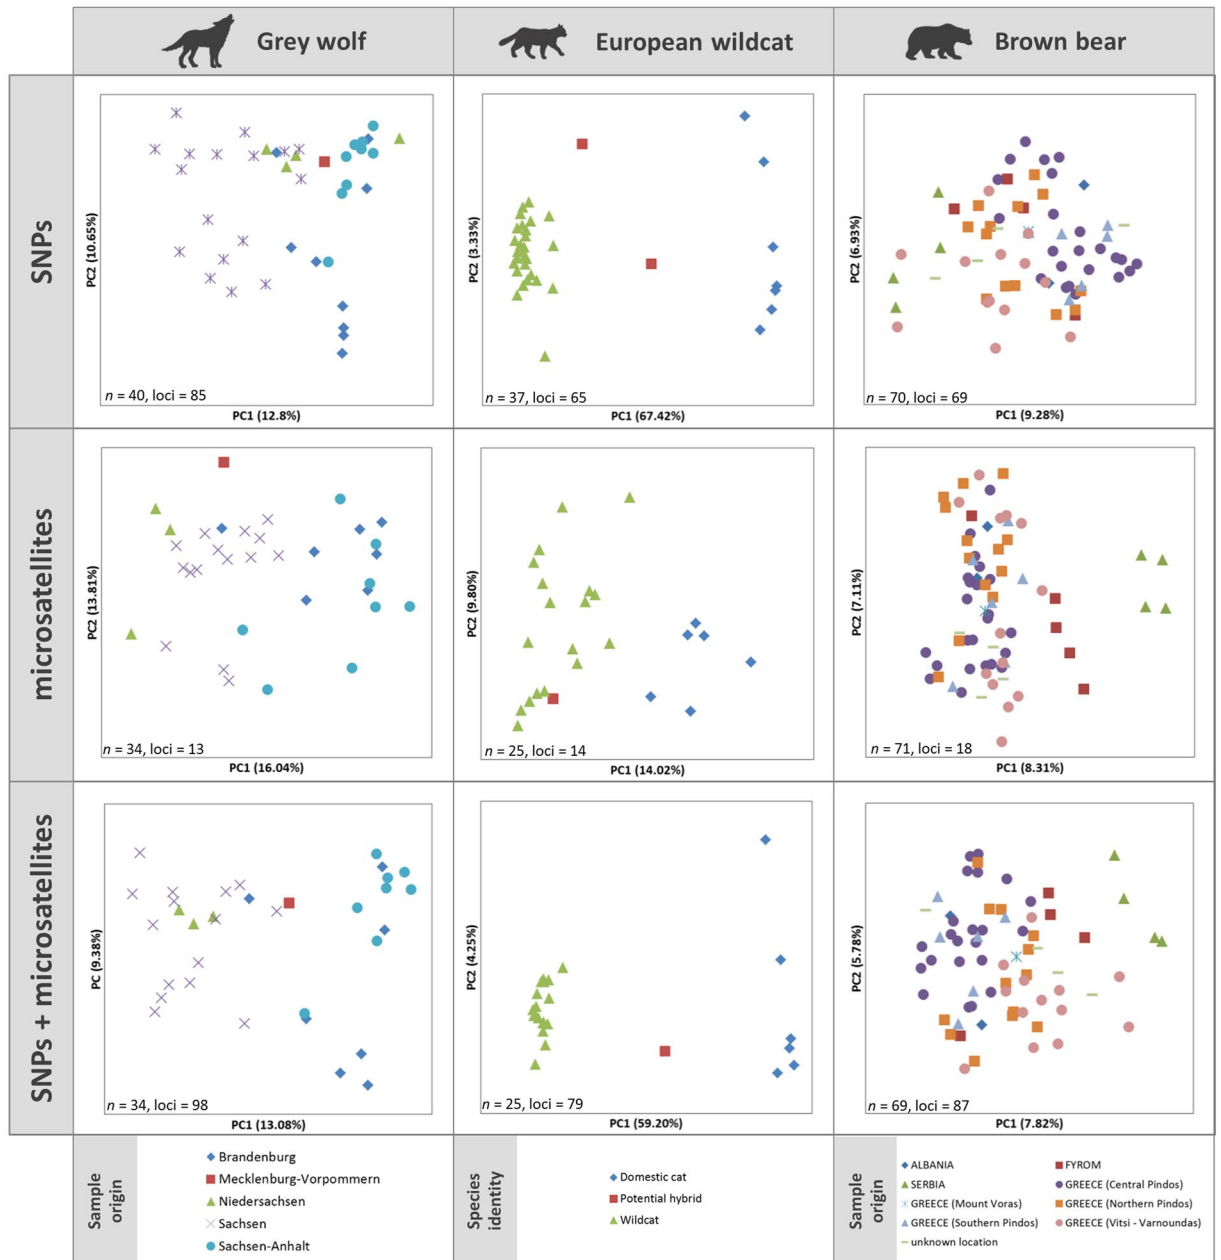 Grey wolf
European wildcat
Brown bear
SNPs
PC2 (10.65%)
n = 40, loci = 85
PC1 (12.8%)
PC2 (3.33%)
n = 37, loci = 65
PC1 (67.42%)
PC2 (6.93%)
n = 70, loci = 69
PC1 (9.28%)
microsatellites
PC2 (13.81%)
n = 34, loci = 13
PC1 (16.04%)
PC2 (9.80%)
n = 25, loci = 14
PC1 (14.02%)
PC2 (7.11%)
n = 71, loci = 18
PC1 (8.31%)
SNPs + microsatellites
PC (9.38%)
n = 34, loci = 98
PC1 (13.08%)
PC2 (4.25%)
n = 25, loci = 79
PC1 (59.20%)
PC2 (5.78%)
n = 69, loci = 87
PC1 (7.82%)
Sample
origin
Brandenburg
Mecklenburg-Vorpommern
Niedersachsen
Sachsen
Sachsen-Anhalt
Species
identity
Domestic cat
Potential hybrid
Wildcat
Sample
origin
ALBANIA
FYROM
SERBIA
GREECE (Central Pindos)
GREECE (Mount Voras)
GREECE (Northern Pindos)
GREECE (Southern Pindos)
GREECE (Vitsi - Varnoundas)
unknown location